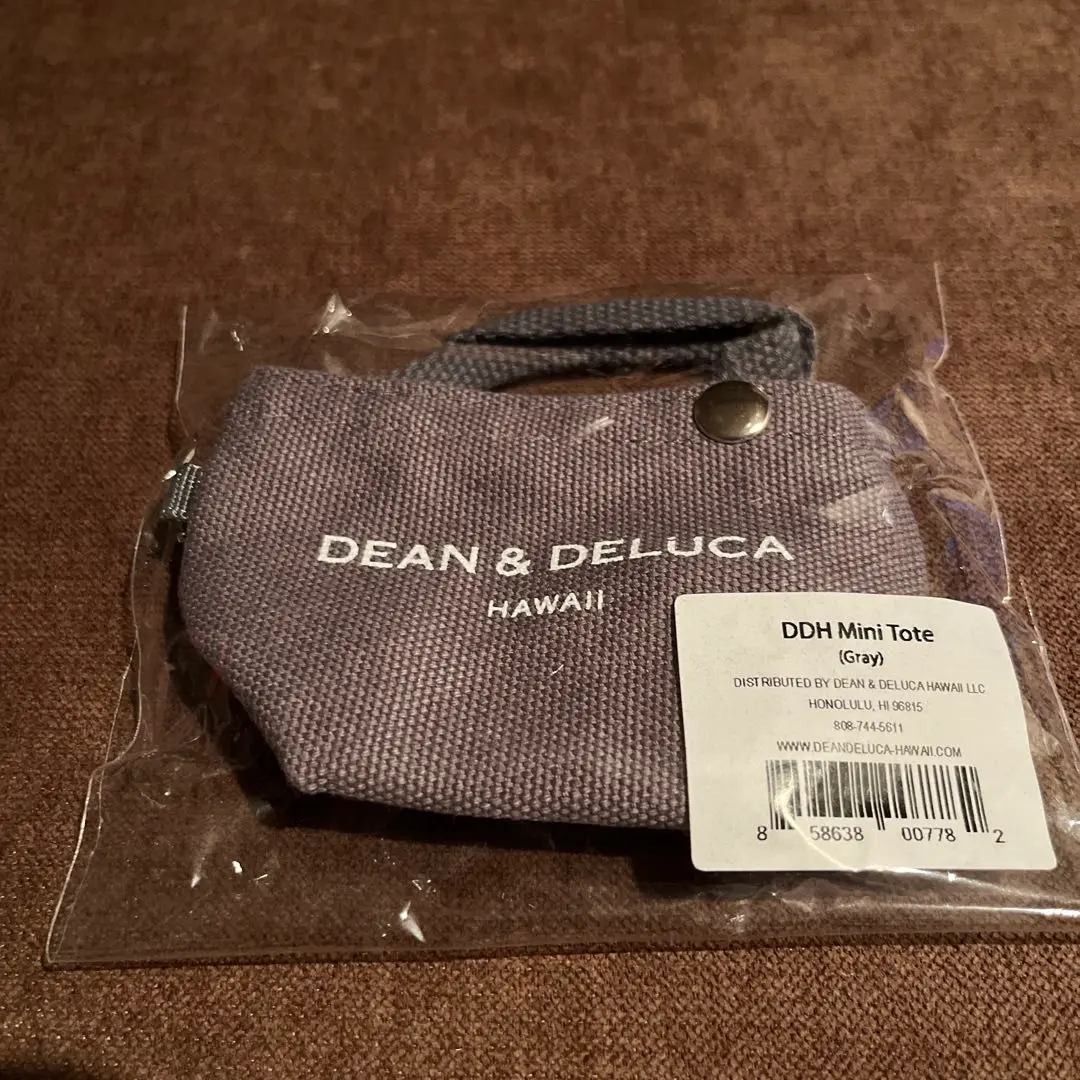 DEAN & DELUCA
HAWAII
DDH Mini Tote
(Gray)
DISTRIBUTED BY DEAN & DELUCA HAWAII LLC
HONOLULU, HI 96815
808-744-5611
WWW.DEANDELUCA-HAWAII.COM
8 58638 00778 2